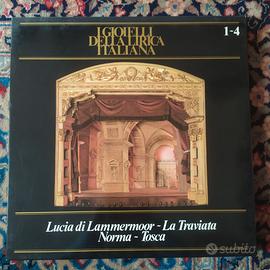 I GIOIELLI
DELLA LIRICA
ITALIANA
1-4
Lucia di Lammermoor - La Traviata
Norma - Tosca
subito